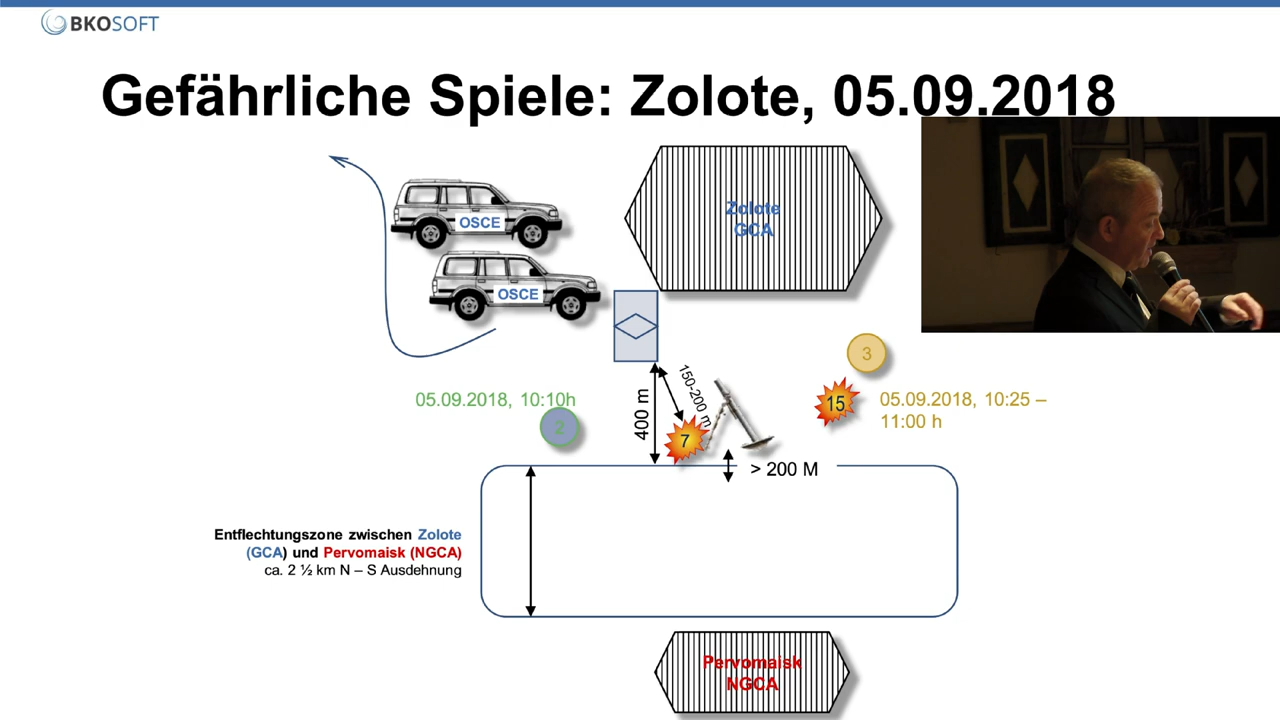 BKOSOFT
Gefährliche Spiele: Zolote, 05.09.2018
OSCE
OSCE
Zolote
GCA
3
150-200 m
400 m
05.09.2018, 10:10h
2
7
15
05.09.2018, 10:25 –
11:00 h
> 200 M
Entflechtungszone zwischen Zolote
(GCA) und Pervomaisk (NGCA)
ca. 2 ½ km N – S Ausdehnung
Pervomaisk
NGCA